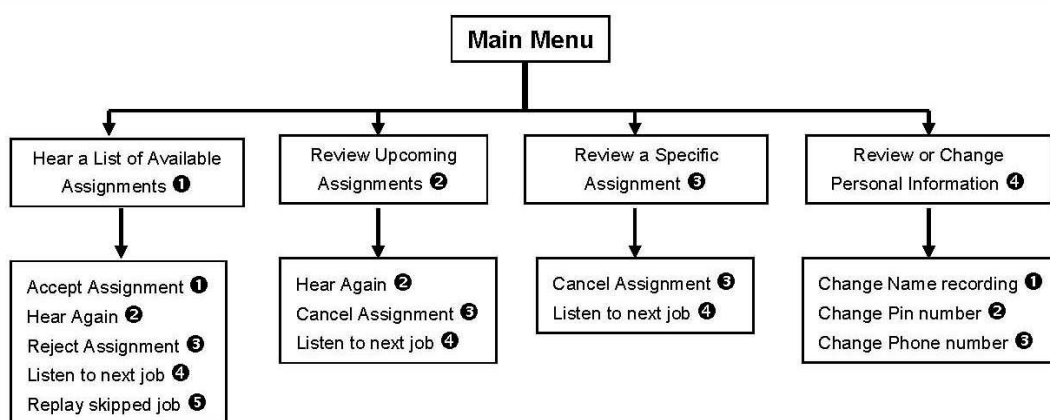 Main Menu
Hear a List of Available
Assignments ❶
Review Upcoming
Assignments ❷
Review a Specific
Assignment ❸
Review or Change
Personal Information ❹
Accept Assignment ❶
Hear Again ❷
Reject Assignment ❸
Listen to next job ❹
Replay skipped job ❺
Hear Again ❷
Cancel Assignment ❸
Listen to next job ❹
Cancel Assignment ❸
Listen to next job ❹
Change Name recording ❶
Change Pin number ❷
Change Phone number ❸